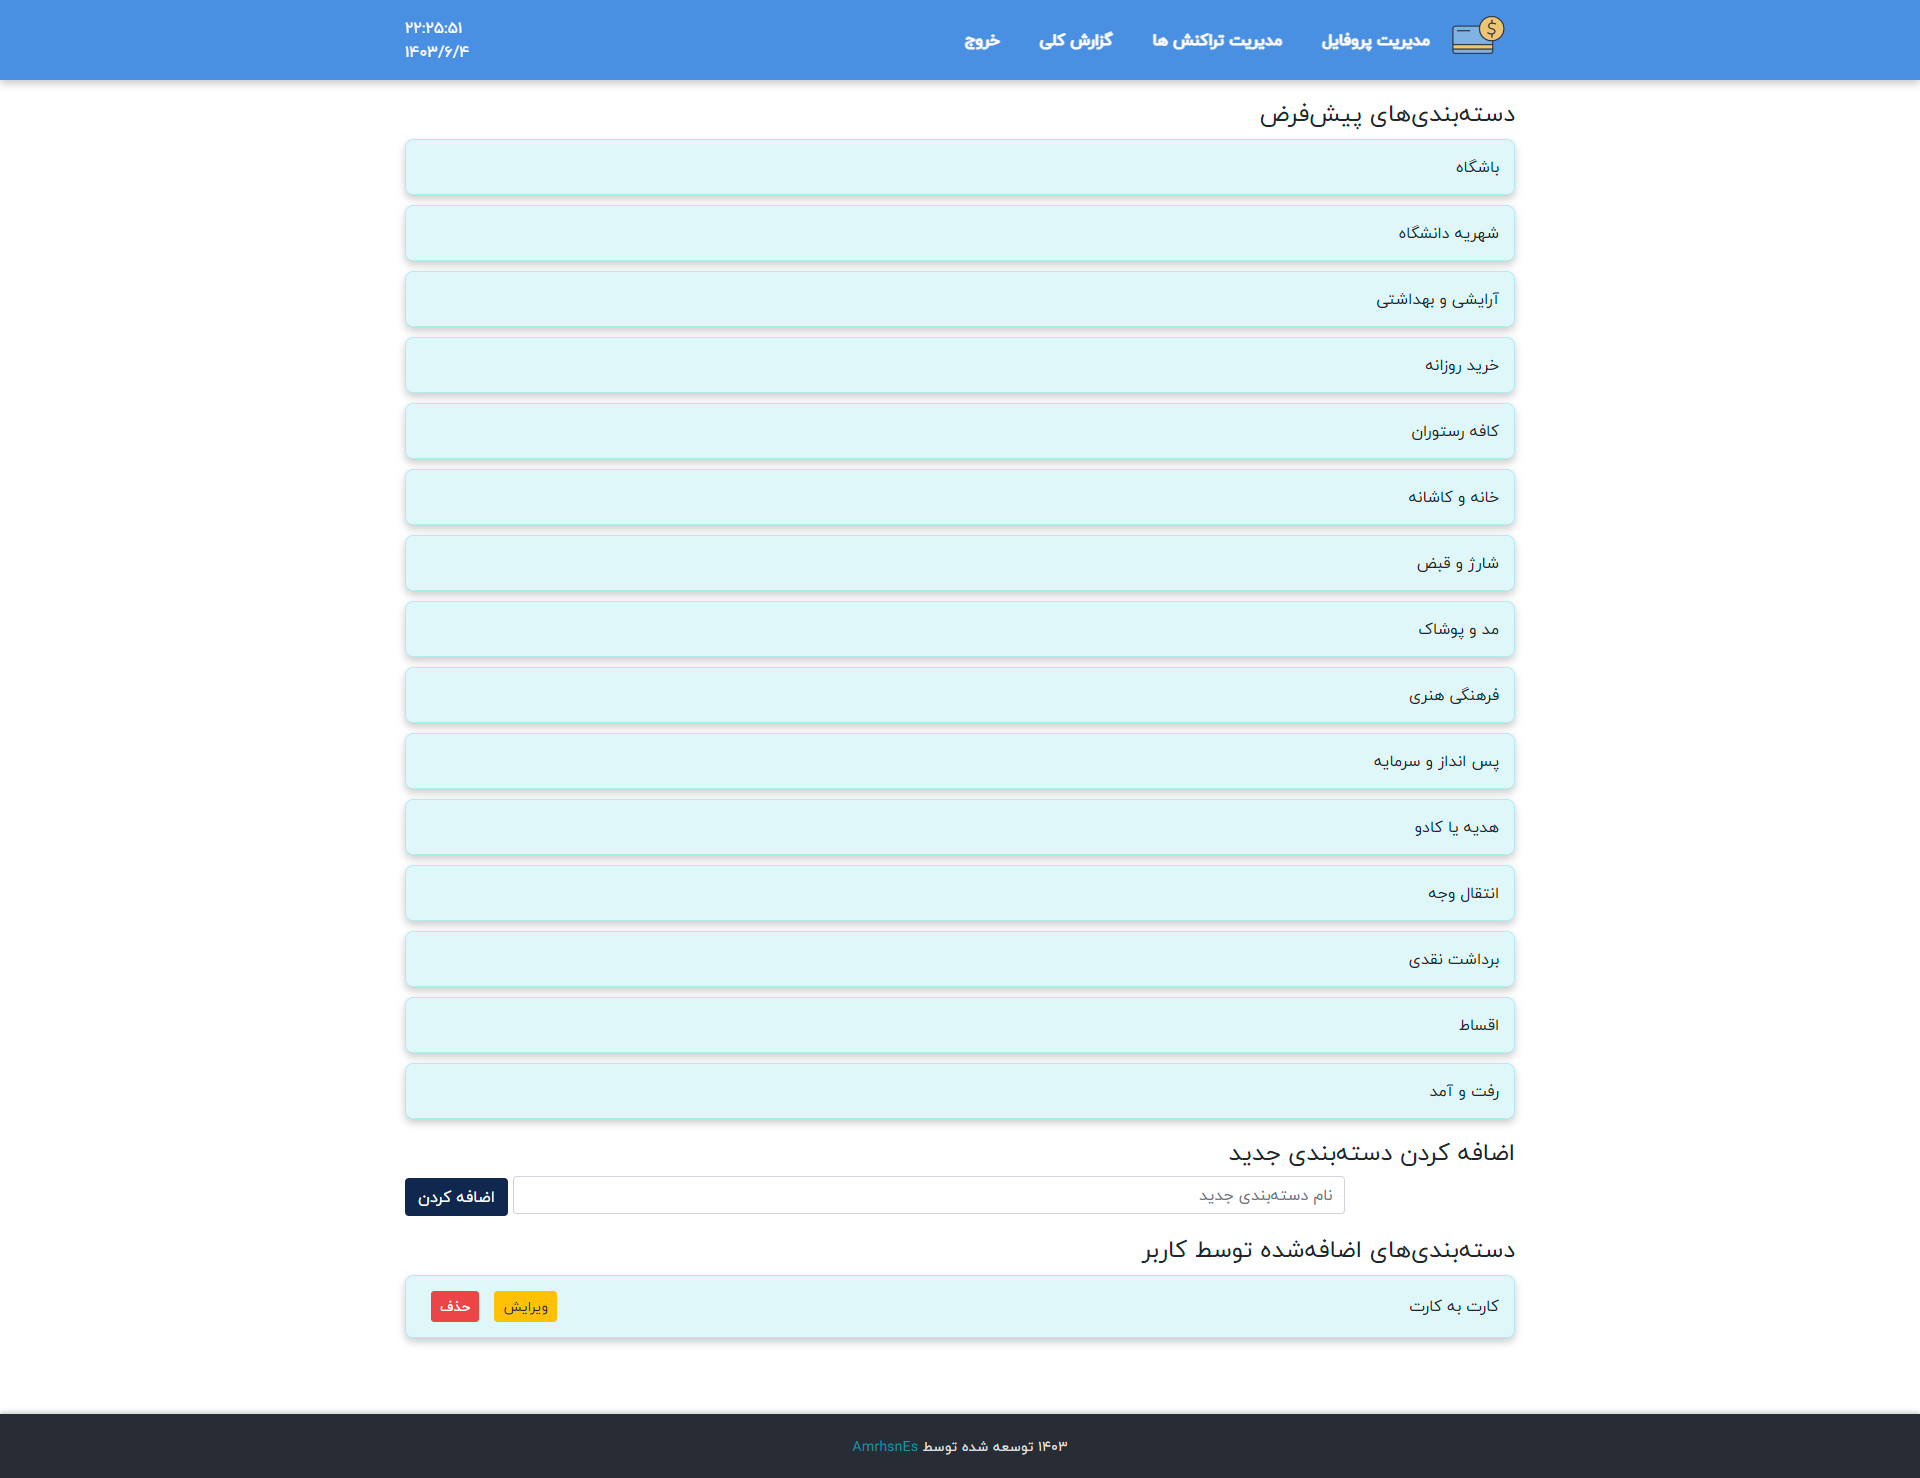 مدیریت پروفایل
مدیریت تراکنش ها
گزارش کلی
خروج
۲۲:۲۵:۵۱
۱۴۰۳/۶/۴
دسته‌بندی‌های پیش‌فرض
باشگاه
شهریه دانشگاه
آرایشی و بهداشتی
خرید روزانه
کافه رستوران
خانه و کاشانه
شارژ و قبض
مد و پوشاک
فرهنگی هنری
پس انداز و سرمایه
هدیه یا کادو
انتقال وجه
برداشت نقدی
اقساط
رفت و آمد
اضافه کردن دسته‌بندی جدید
نام دسته‌بندی جدید
اضافه کردن
دسته‌بندی‌های اضافه‌شده توسط کاربر
کارت به کارت
ویرایش
حذف
۱۴۰۳ توسعه شده توسط AmrhsnEs